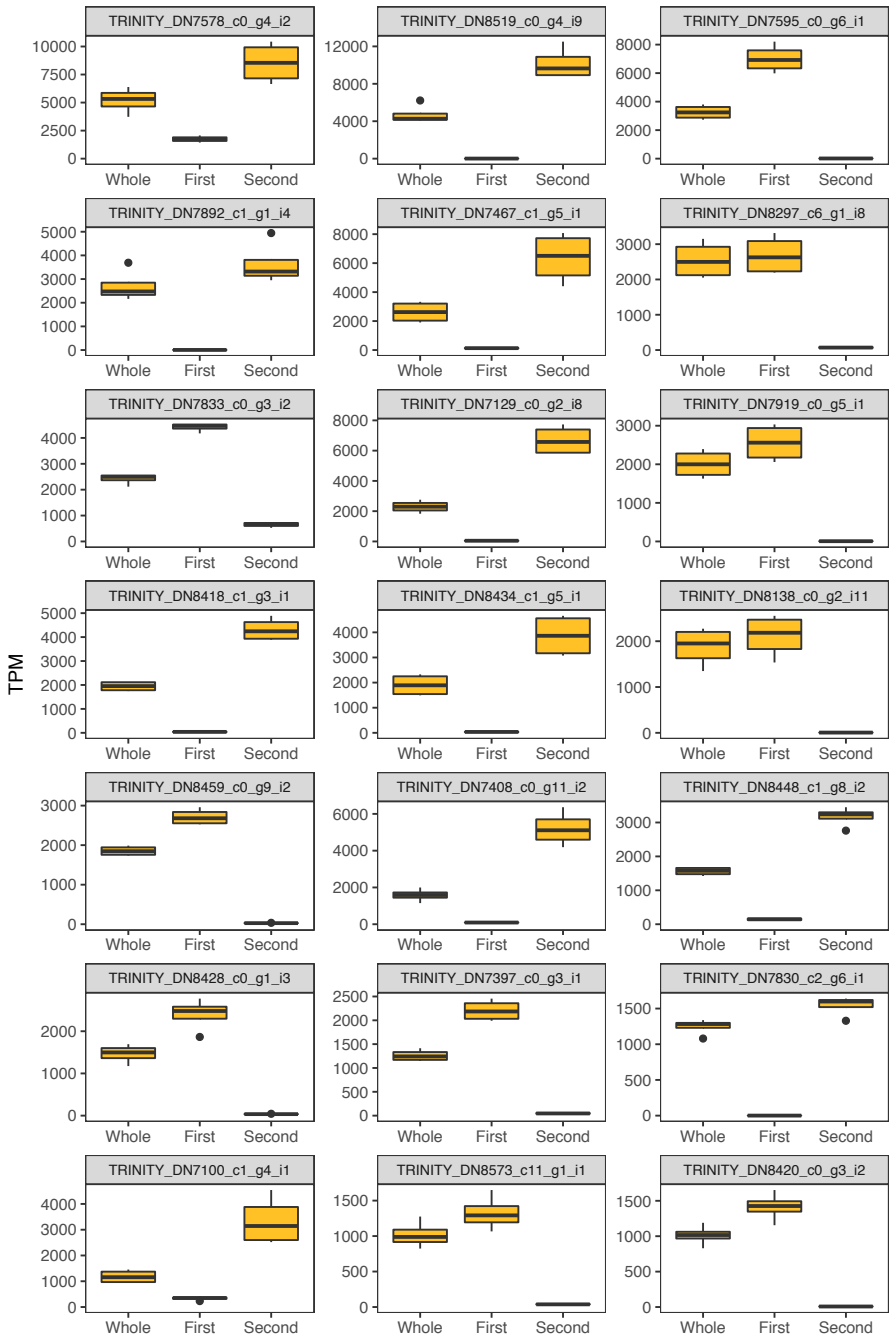 TRINITY_DN7578_c0_g4_i2 TRINITY_DN8519_c0_g4_i9 TRINITY_DN7595_c0_g6_i1
10000 12000 8000
7500 8000 6000
5000 4000 4000
2500 2000
0 0 0
Whole First Second Whole First Second Whole First Second
TRINITY_DN7892_c1_g1_i4 TRINITY_DN7467_c1_g5_i1 TRINITY_DN8297_c6_g1_i8
5000 8000 3000
4000 6000 2000
3000 4000 1000
2000 2000
1000
0 0 0
Whole First Second Whole First Second Whole First Second
TRINITY_DN7833_c0_g3_i2 TRINITY_DN7129_c0_g2_i8 TRINITY_DN7919_c0_g5_i1
4000 8000 3000
3000 6000 2000
2000 4000 1000
1000 2000
0 0 0
Whole First Second Whole First Second Whole First Second
TRINITY_DN8418_c1_g3_i1 TRINITY_DN8434_c1_g5_i1 TRINITY_DN8138_c0_g2_i11
5000 4000 2000
4000 3000 1000
3000 2000
2000 1000
1000
0 0 0
TPM
Whole First Second Whole First Second Whole First Second
TRINITY_DN8459_c0_g9_i2 TRINITY_DN7408_c0_g11_i2 TRINITY_DN8448_c1_g8_i2
3000 6000 3000
2000 4000 2000
1000 2000 1000
0 0 0
Whole First Second Whole First Second Whole First Second
TRINITY_DN8428_c0_g1_i3 TRINITY_DN7397_c0_g3_i1 TRINITY_DN7830_c2_g6_i1
2000 2500 1500
1000 2000 1000
1500 500
1000
500
0 0 0
Whole First Second Whole First Second Whole First Second
TRINITY_DN7100_c1_g4_i1 TRINITY_DN8573_c11_g1_i1 TRINITY_DN8420_c0_g3_i2
4000 1500 1500
3000 1000 1000
2000 500 500
1000
0 0 0
Whole First Second Whole First Second Whole First Second